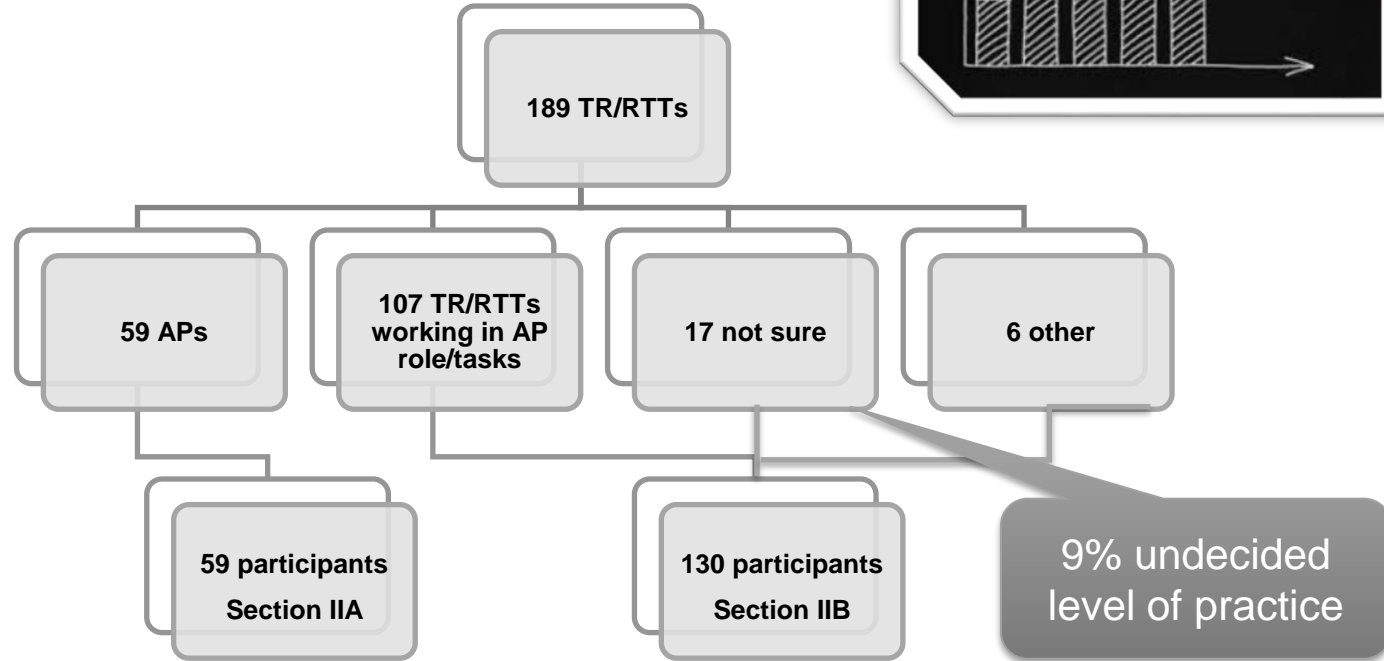 189 TR/RTTs
59 APs
107 TR/RTTs
working in AP
role/tasks
17 not sure
6 other
59 participants
Section IIA
130 participants
Section IIB
9% undecided
level of practice